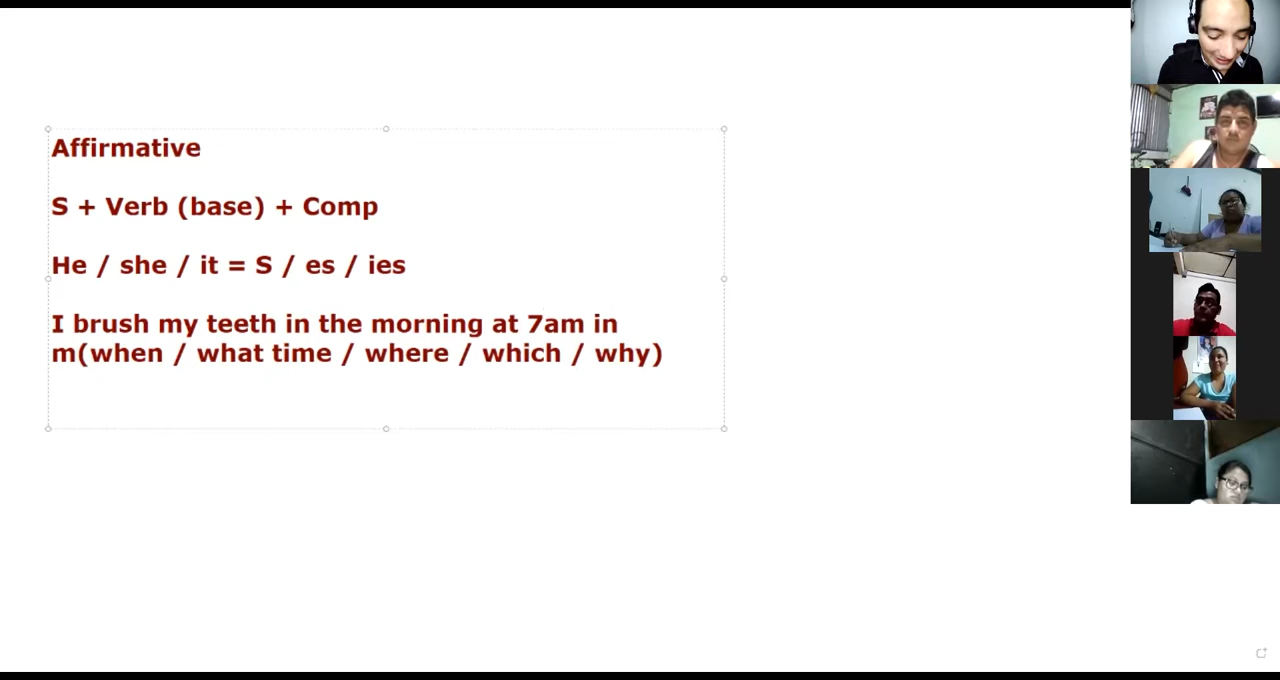 Affirmative
S + Verb (base) + Comp
He / she / it = S / es / ies
I brush my teeth in the morning at 7am in
m(when / what time / where / which / why)